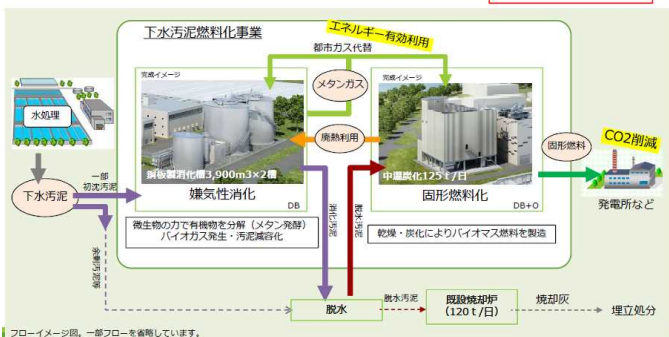 下水汚泥燃料化事業
エネルギー有効利用
都市ガス代替
完成イメージ
メタンガス
完成イメージ
水処理
廃熱利用
鋼板製消化槽3,900m3×2槽
中温炭化125t/日
固形燃料
CO2削減
嫌気性消化
固形燃料化
DB
DB+O
発電所など
一部
初沈汚泥
下水汚泥
微生物の力で有機物を分解（メタン発酵）
バイオガス発生・汚泥減容化
消化汚泥
脱水汚泥
乾燥・炭化によりバイオマス燃料を製造
余剰汚泥等
脱水
脱水汚泥
既設焼却炉
（120t/日）
焼却灰
埋立処分
フローイメージ図。一部フローを省略しています。